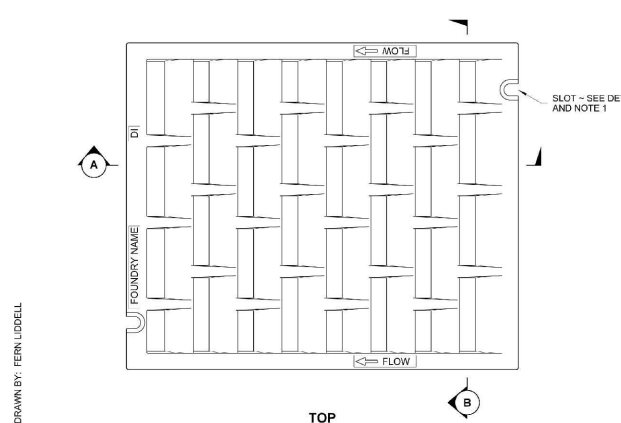 FLOW
SLOT ~ SEE DE
AND NOTE 1
DI
A
FOUNDRY NAME
FLOW
B
TOP
DRAWN BY: FERN LIDDELL